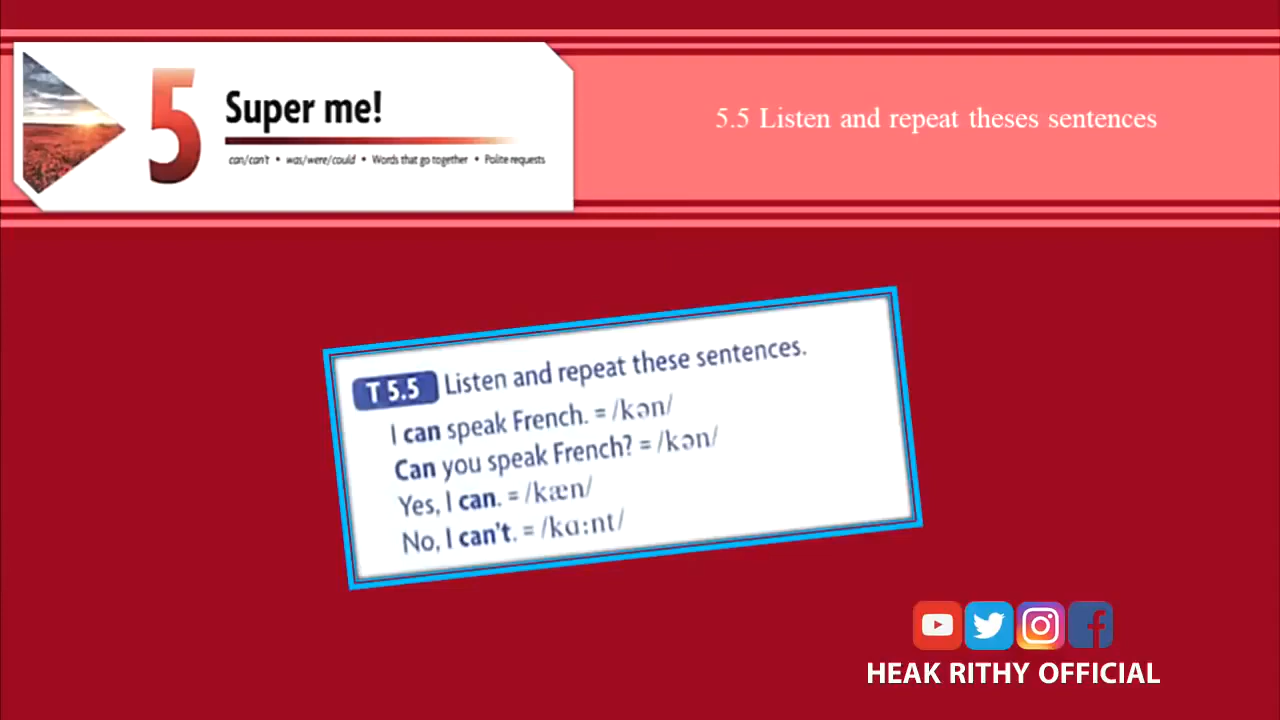 5
Super me!
can/can't • was/were/could • Words that go together • Polite requests
5.5 Listen and repeat theses sentences
T 5.5 Listen and repeat these sentences.
I can speak French. = /kən/
Can you speak French? = /kən/
Yes, I can. = /kæn/
No, I can't. = /kɑːnt/
HEAK RITHY OFFICIAL